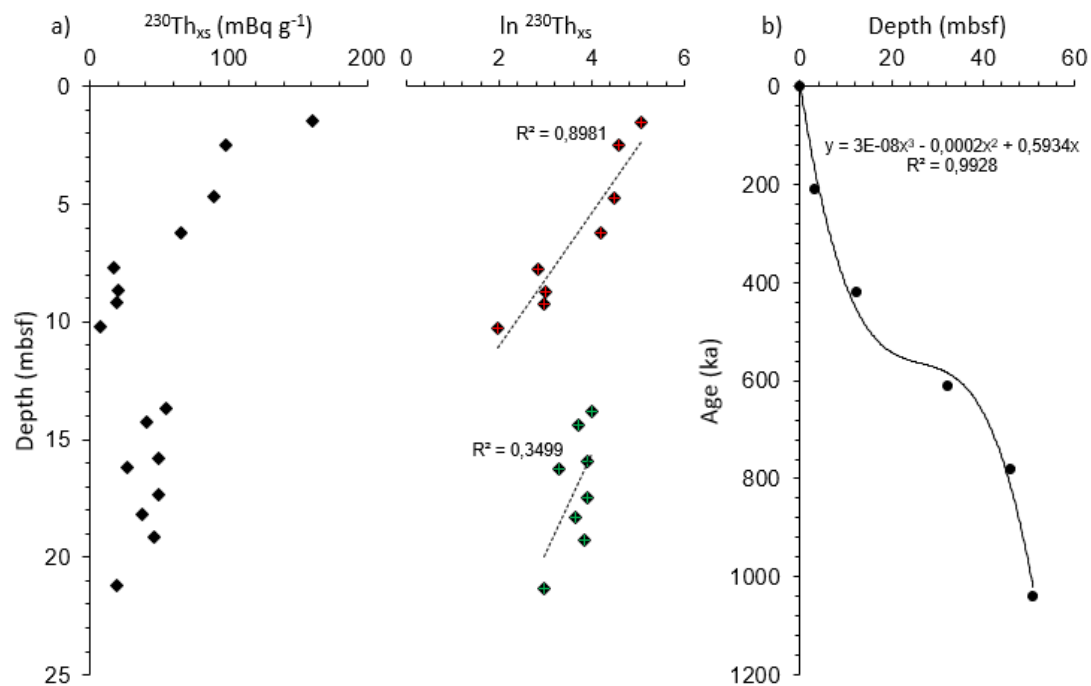 a) ²³⁰Thₓₛ (mBq g⁻¹) ln ²³⁰Thₓₛ b) Depth (mbsf)
0 100 200 2 4 6 0 20 40 60
0 0
R² = 0,8981
y = 3E-08x³ - 0,0002x² + 0,5934x
R² = 0,9928
5 200
10 400
Depth (mbsf)
Age (ka)
600
15
R² = 0,3499
800
20 1000
25 1200